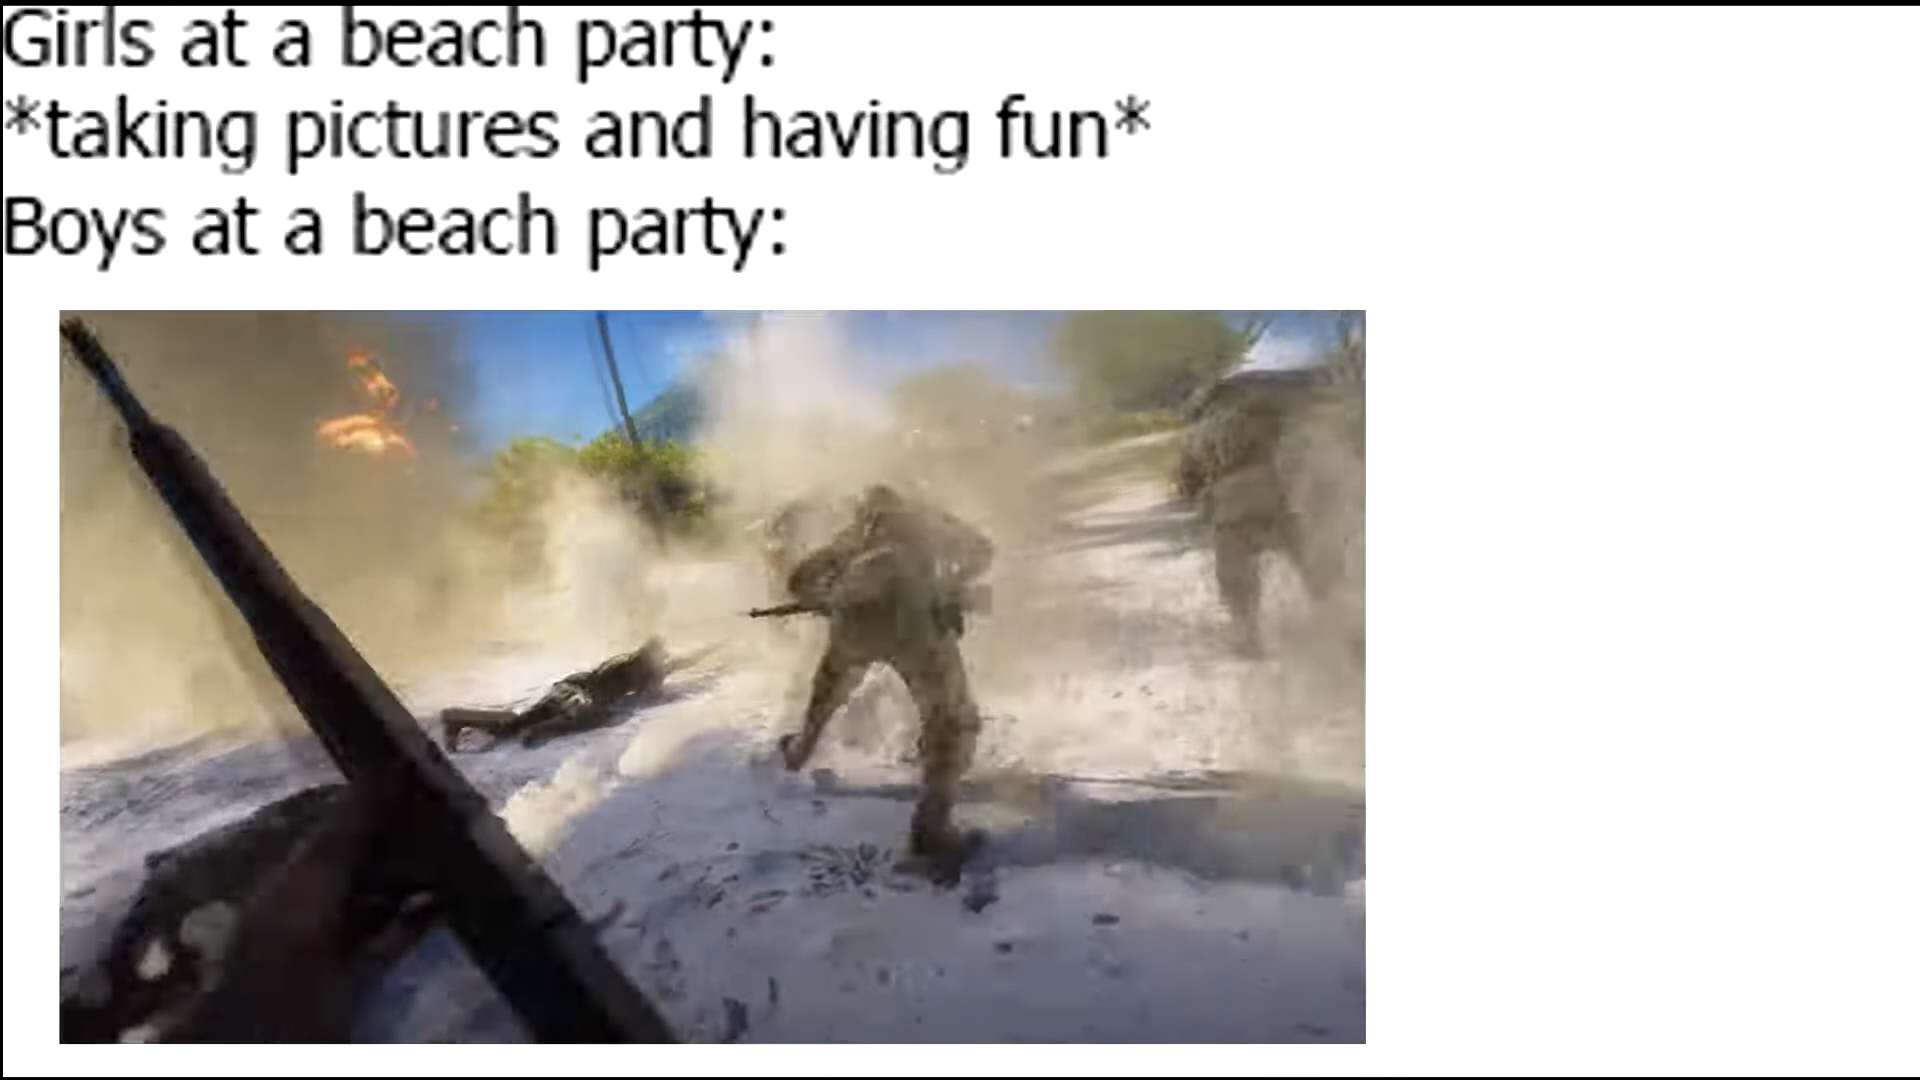 Girls at a beach party:
*taking pictures and having fun*
Boys at a beach party: